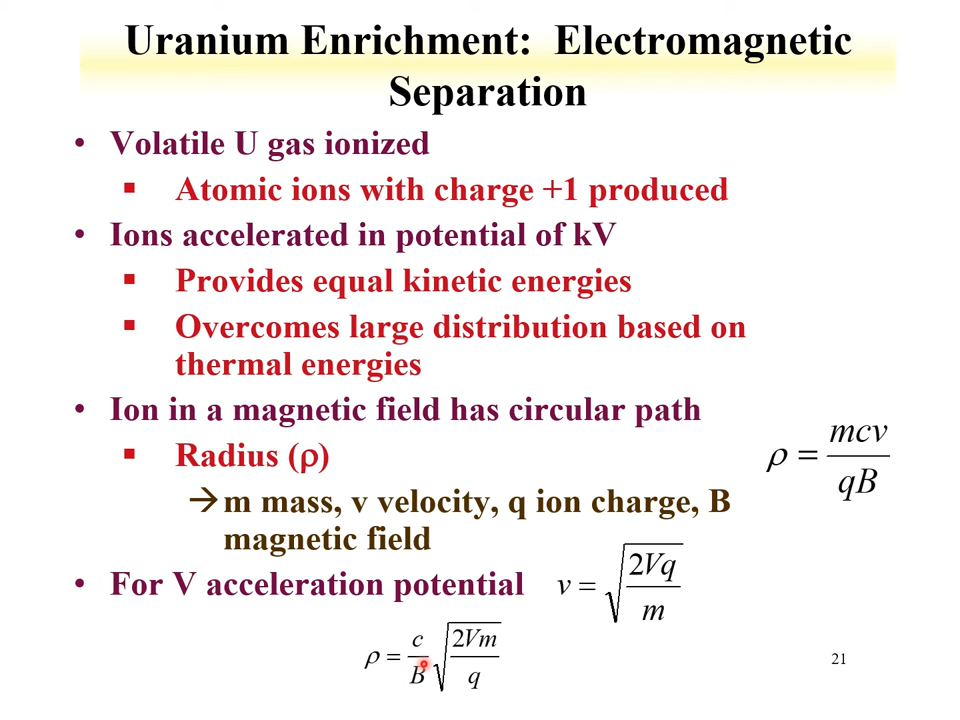 Uranium Enrichment: Electromagnetic
Separation
• Volatile U gas ionized
▪ Atomic ions with charge +1 produced
• Ions accelerated in potential of kV
▪ Provides equal kinetic energies
▪ Overcomes large distribution based on
thermal energies
• Ion in a magnetic field has circular path
▪ Radius (ρ)
ρ = mcv / qB
→ m mass, v velocity, q ion charge, B
magnetic field
• For V acceleration potential v = √(2Vq / m)
ρ = c / B √(2Vm / q)
21